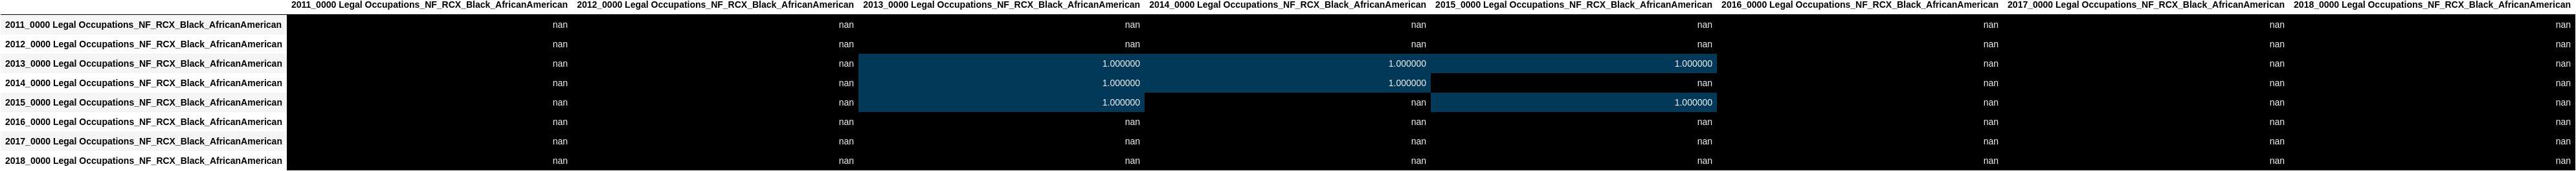 2011_0000 Legal Occupations_NF_RCX_Black_AfricanAmerican 2012_0000 Legal Occupations_NF_RCX_Black_AfricanAmerican 2013_0000 Legal Occupations_NF_RCX_Black_AfricanAmerican 2014_0000 Legal Occupations_NF_RCX_Black_AfricanAmerican 2015_0000 Legal Occupations_NF_RCX_Black_AfricanAmerican 2016_0000 Legal Occupations_NF_RCX_Black_AfricanAmerican 2017_0000 Legal Occupations_NF_RCX_Black_AfricanAmerican 2018_0000 Legal Occupations_NF_RCX_Black_AfricanAmerican
2011_0000 Legal Occupations_NF_RCX_Black_AfricanAmerican nan nan nan nan nan nan nan nan
2012_0000 Legal Occupations_NF_RCX_Black_AfricanAmerican nan nan nan nan nan nan nan nan
2013_0000 Legal Occupations_NF_RCX_Black_AfricanAmerican nan nan 1.000000 1.000000 1.000000 nan nan nan
2014_0000 Legal Occupations_NF_RCX_Black_AfricanAmerican nan nan 1.000000 1.000000 nan nan nan nan
2015_0000 Legal Occupations_NF_RCX_Black_AfricanAmerican nan nan 1.000000 nan 1.000000 nan nan nan
2016_0000 Legal Occupations_NF_RCX_Black_AfricanAmerican nan nan nan nan nan nan nan nan
2017_0000 Legal Occupations_NF_RCX_Black_AfricanAmerican nan nan nan nan nan nan nan nan
2018_0000 Legal Occupations_NF_RCX_Black_AfricanAmerican nan nan nan nan nan nan nan nan